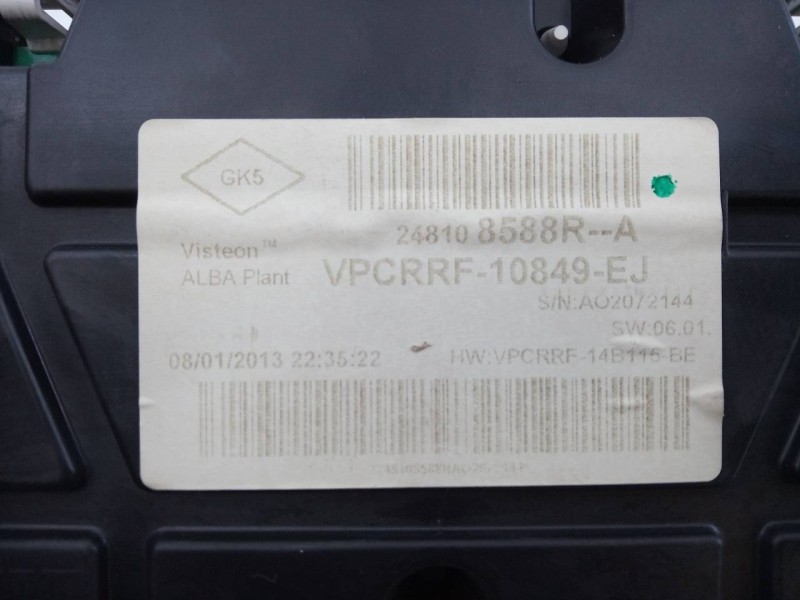 GK5
24810 8588R--A
Visteon™
ALBA Plant
VPCRRF-10849-EJ
S/N:AO2072144
SW:06.01.
08/01/2013 22:35:22
HW:VPCRRF-14B115-BE